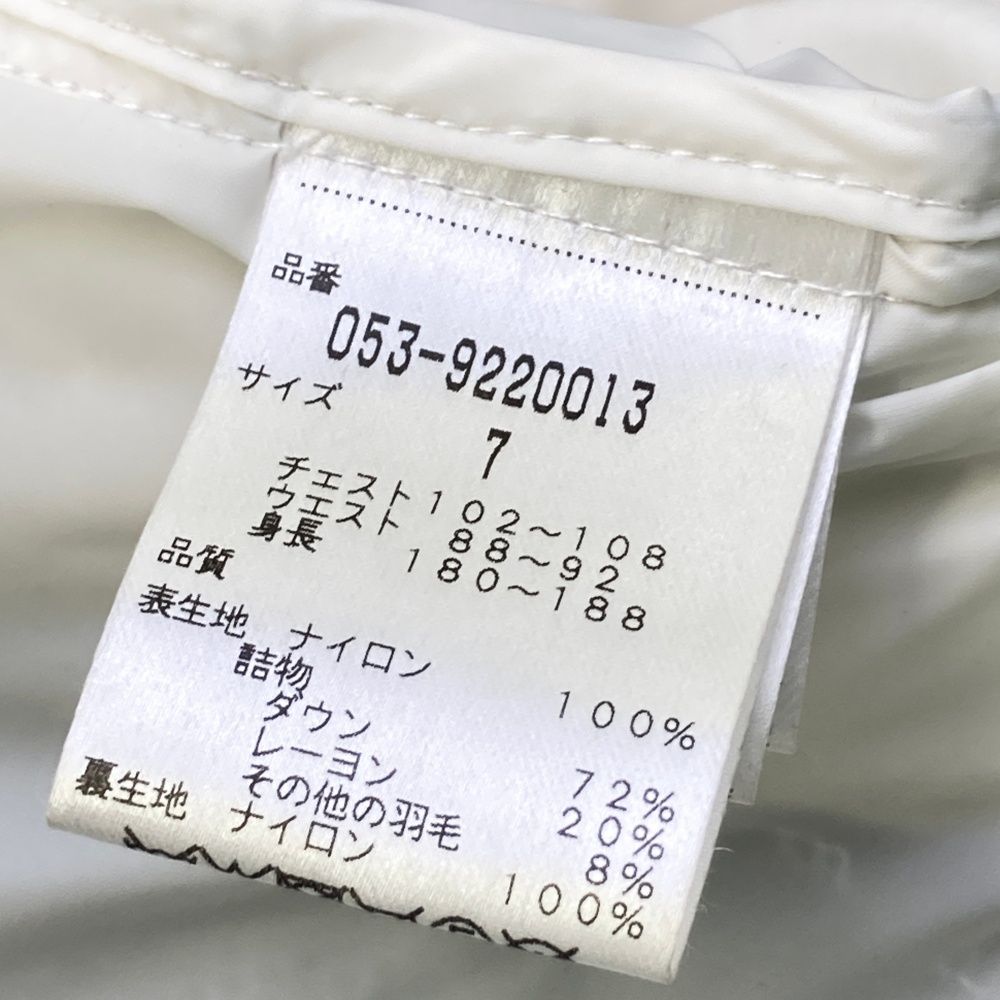 品番
053-9220013
サイズ
7
チェスト 102〜108
ウエスト 88〜92
身長 180〜188
品質
表生地 ナイロン 100%
詰物
ダウン 72%
レーヨン 20%
その他の羽毛 8%
裏生地 ナイロン 100%